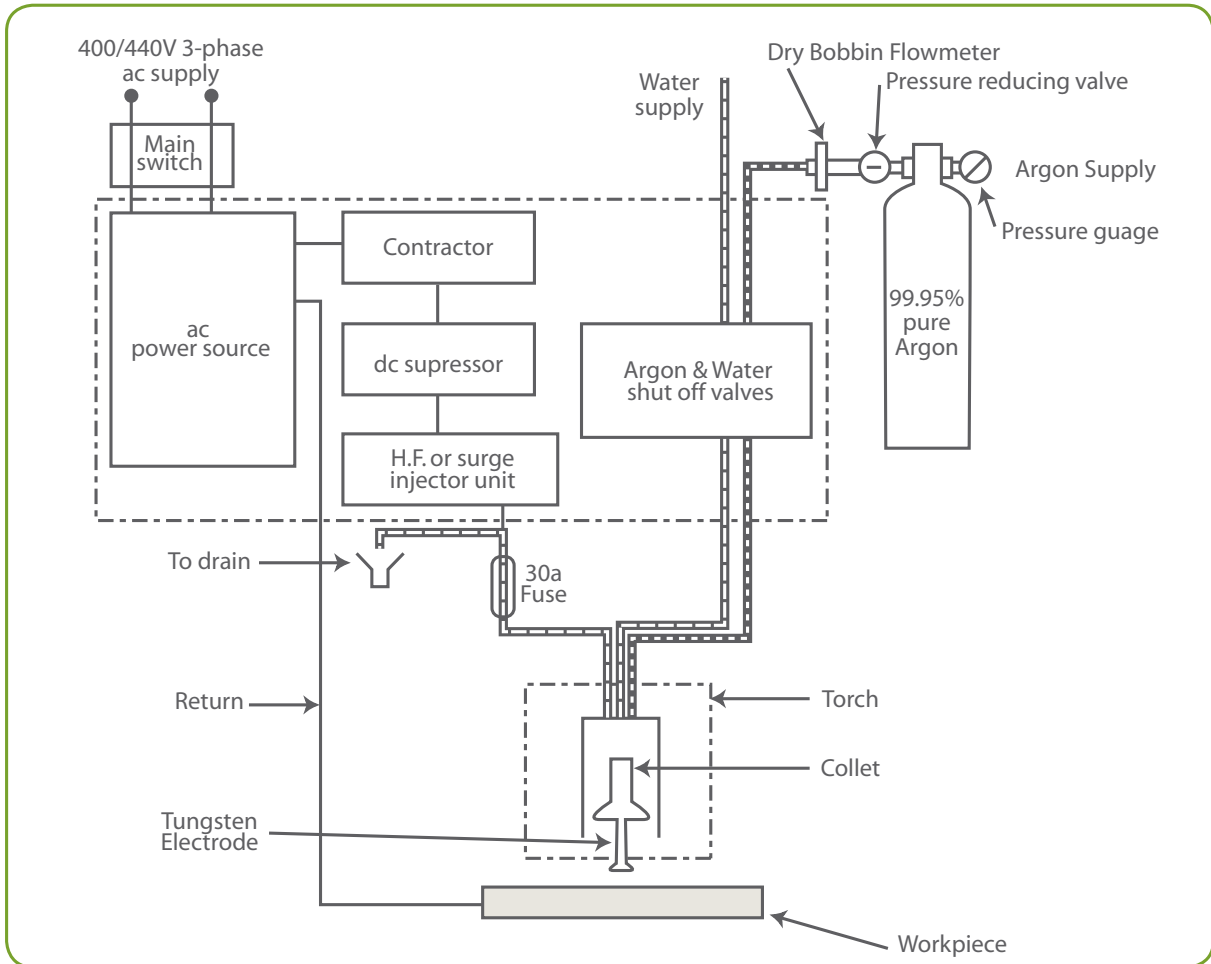 400/440V 3-phase
ac supply
Main
switch
Water
supply
Dry Bobbin Flowmeter
Pressure reducing valve
Argon Supply
Pressure guage
99.95%
pure
Argon
ac
power source
Contractor
dc supressor
H.F. or surge
injector unit
Argon & Water
shut off valves
To drain
30a
Fuse
Return
Torch
Collet
Tungsten
Electrode
Workpiece